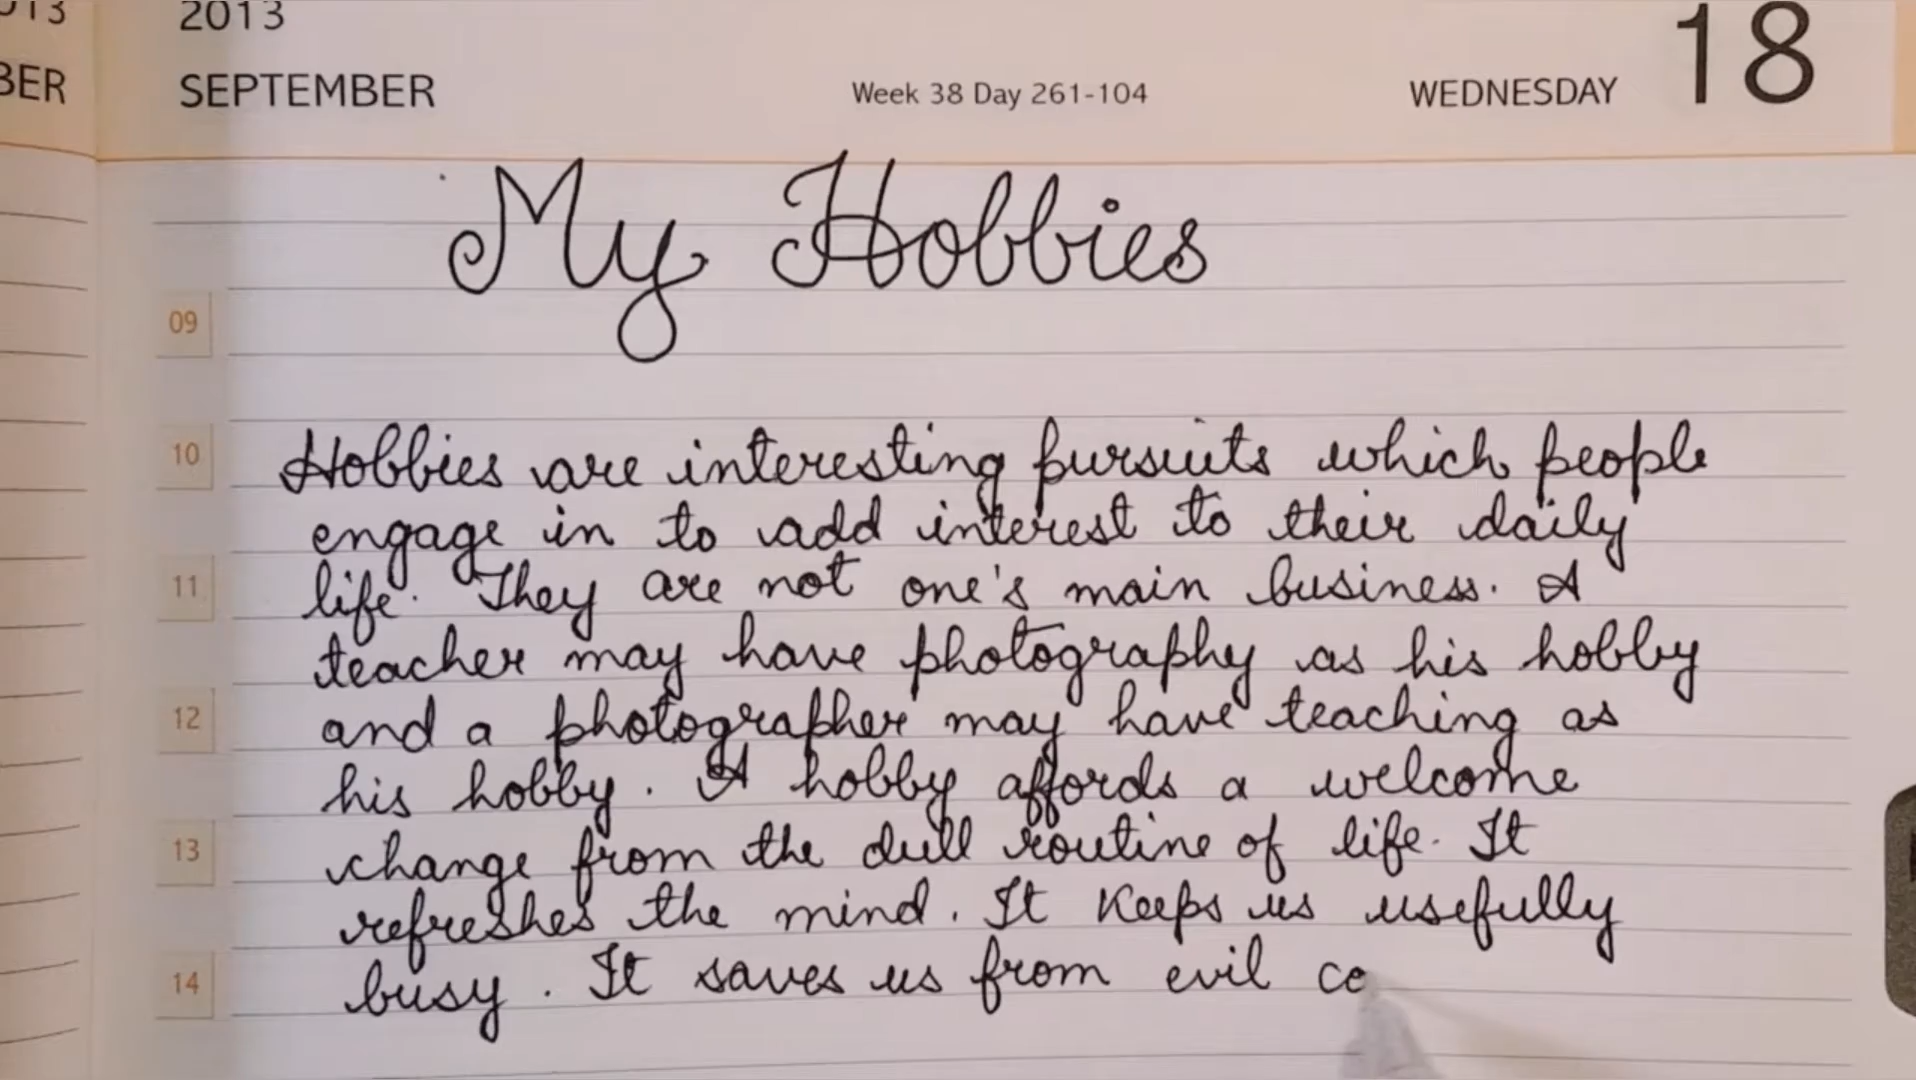 013
2013
BER
SEPTEMBER
Week 38 Day 261-104
WEDNESDAY
18
My Hobbies
09
10
Hobbies are interesting pursuits which people
engage in to add interest to their daily
11
life. They are not one's main business. A
teacher may have photography as his hobby
12
and a photographer may have teaching as
his hobby. A hobby affords a welcome
13
change from the dull routine of life. It
refreshes the mind. It keeps us usefully
14
busy. It saves us from evil co